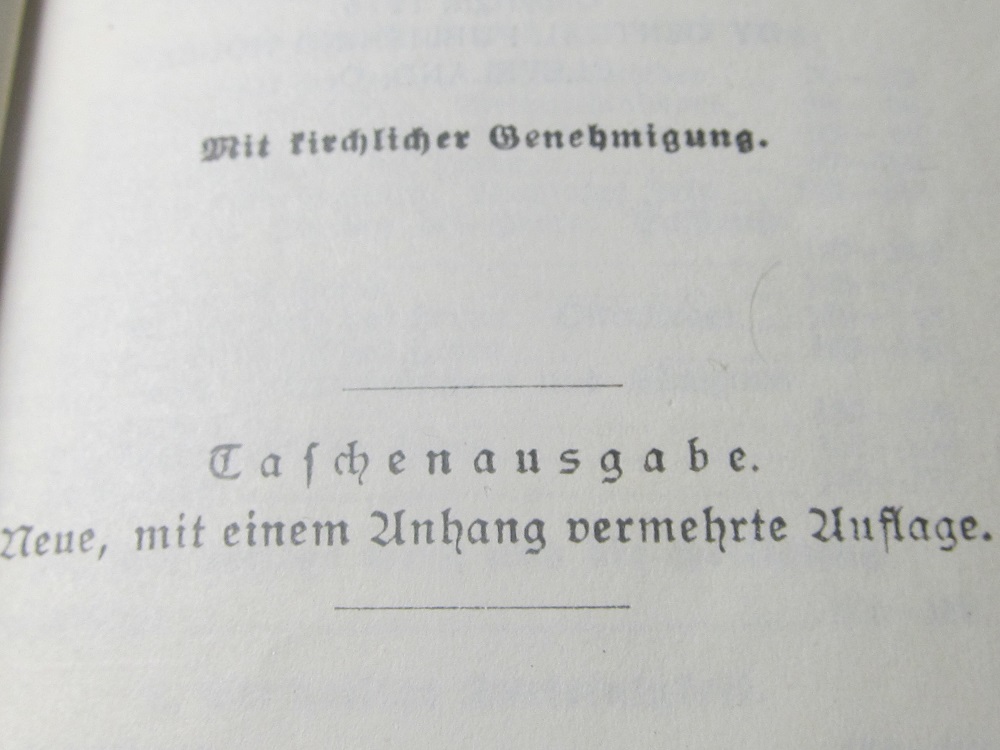 Mit kirchlicher Genehmigung.
Taſchenausgabe.
Neue, mit einem Anhang vermehrte Auflage.